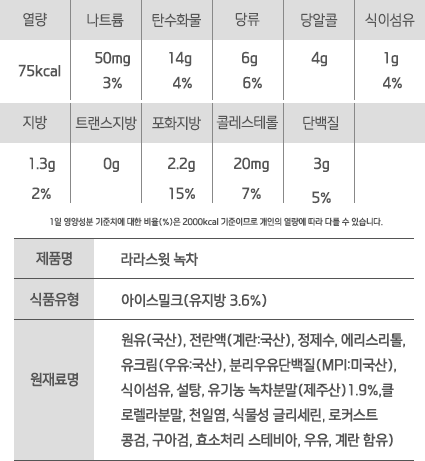 열량 나트륨 탄수화물 당류 당알콜 식이섬유
75kcal 50mg 14g 6g 4g 1g
3% 4% 6% 4%
지방 트랜스지방 포화지방 콜레스테롤 단백질
1.3g 0g 2.2g 20mg 3g
2% 15% 7% 5%
1일 영양성분 기준치에 대한 비율(%)은 2000kcal 기준이므로 개인의 열량에 따라 다를 수 있습니다.
제품명 라라스윗 녹차
식품유형 아이스밀크(유지방 3.6%)
원재료명
원유(국산), 전란액(계란:국산), 정제수, 에리스리톨,
유크림(우유:국산), 분리우유단백질(MPI:미국산),
식이섬유, 설탕, 유기농 녹차분말(제주산)1.9%,클
로렐라분말, 천일염, 식물성 글리세린, 로커스트
콩검, 구아검, 효소처리 스테비아, 우유, 계란 함유)